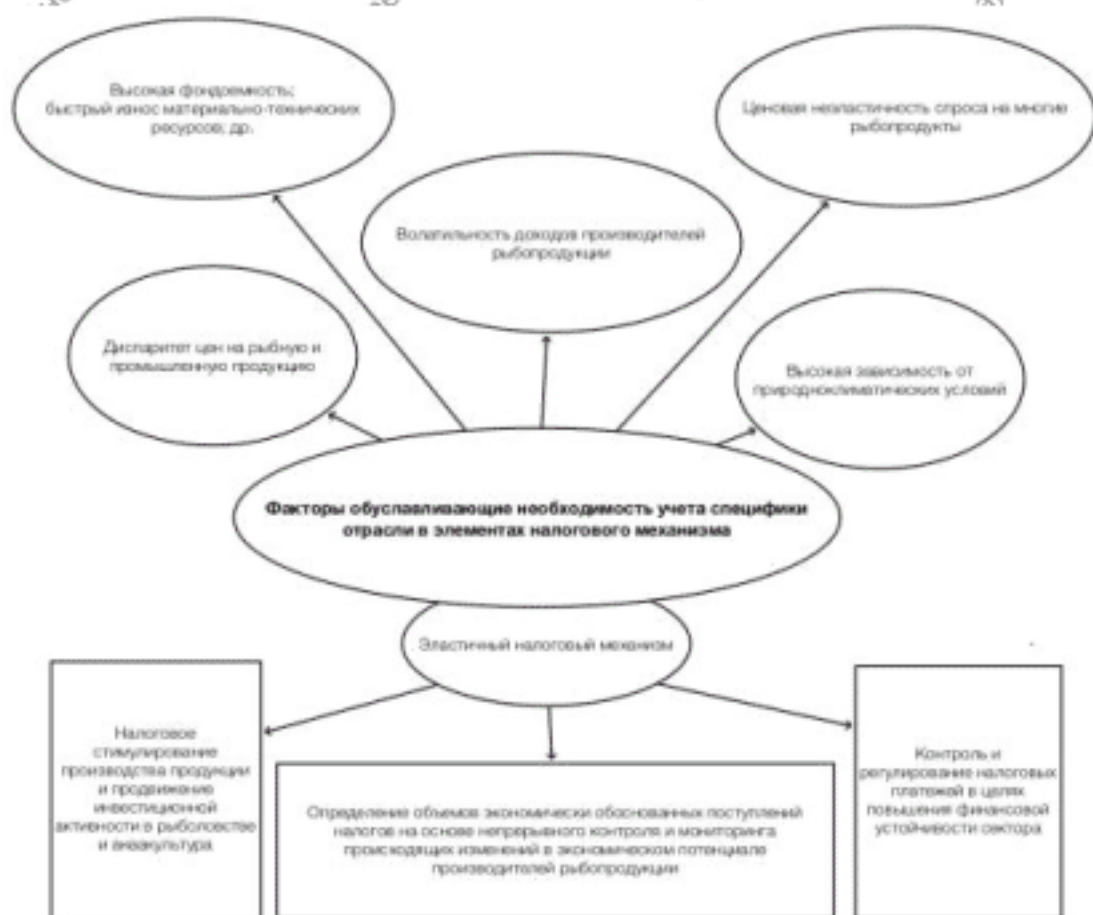 Высокая фондоемкость;
быстрый износ материально-технических
ресурсов; др.
Ценовая неэластичность спроса на многие
рыбопродукты
Волатильность доходов производителей
рыбопродукции
Диспаритет цен на рыбную и
промышленную продукцию
Высокая зависимость от
природноклиматических условий
Факторы обуславливающие необходимость учета специфики
отрасли в элементах налогового механизма
Эластичный налоговый механизм
Налоговое
стимулирование
производства продукции
и продвижение
инвестиционной
активности в рыболовстве
и аквакультура
Определение объемов экономически обоснованных поступлений
налогов на основе непрерывного контроля и мониторинга
происходящих изменений в экономическом потенциале
производителей рыбопродукции
Контроль и
регулирование налоговых
платежей в целях
повышения финансовой
устойчивости сектора